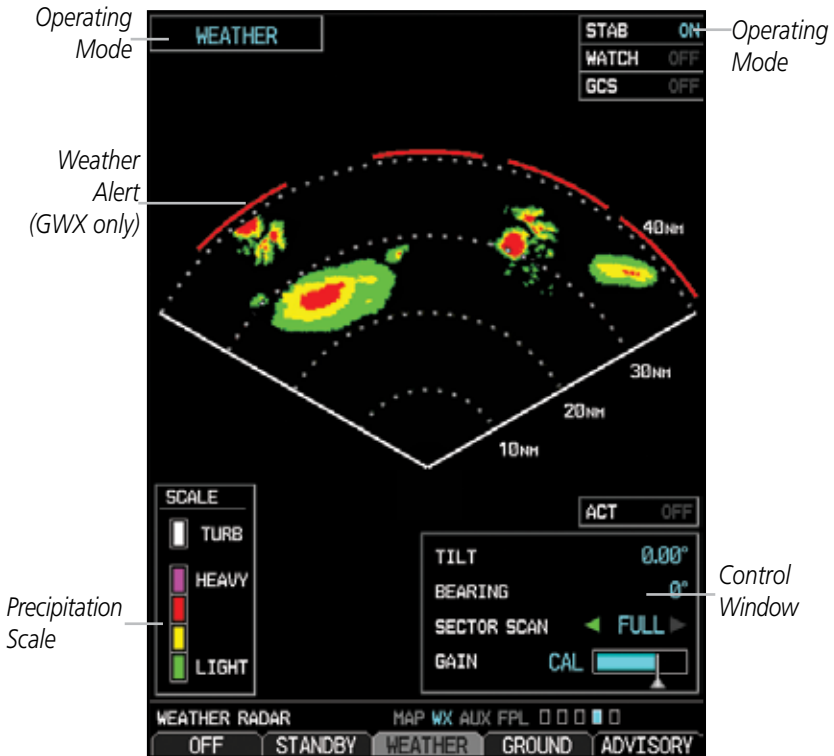 Operating
Mode
WEATHER
STAB ON
WATCH OFF
GCS OFF
Operating
Mode
Weather
Alert
(GWX only)
40NM
30NM
20NM
10NM
SCALE
TURB
HEAVY
LIGHT
Precipitation
Scale
ACT OFF
TILT 0.00°
BEARING 0°
SECTOR SCAN FULL
GAIN CAL
Control
Window
WEATHER RADAR MAP WX AUX FPL
OFF STANDBY WEATHER GROUND ADVISORY